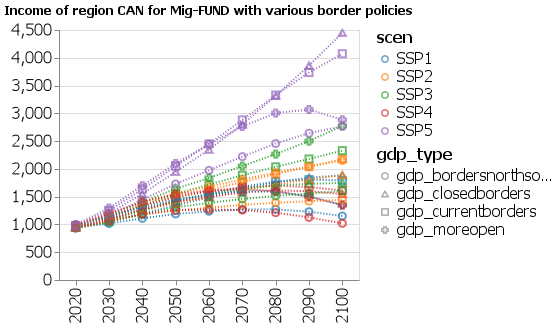 Income of region CAN for Mig-FUND with various border policies
4,500
4,000
3,500
3,000
2,500
2,000
1,500
1,000
500
0
2020
2030
2040
2050
2060
2070
2080
2090
2100
scen
SSP1
SSP2
SSP3
SSP4
SSP5
gdp_type
gdp_bordersnorthso...
gdp_closedborders
gdp_currentborders
gdp_moreopen